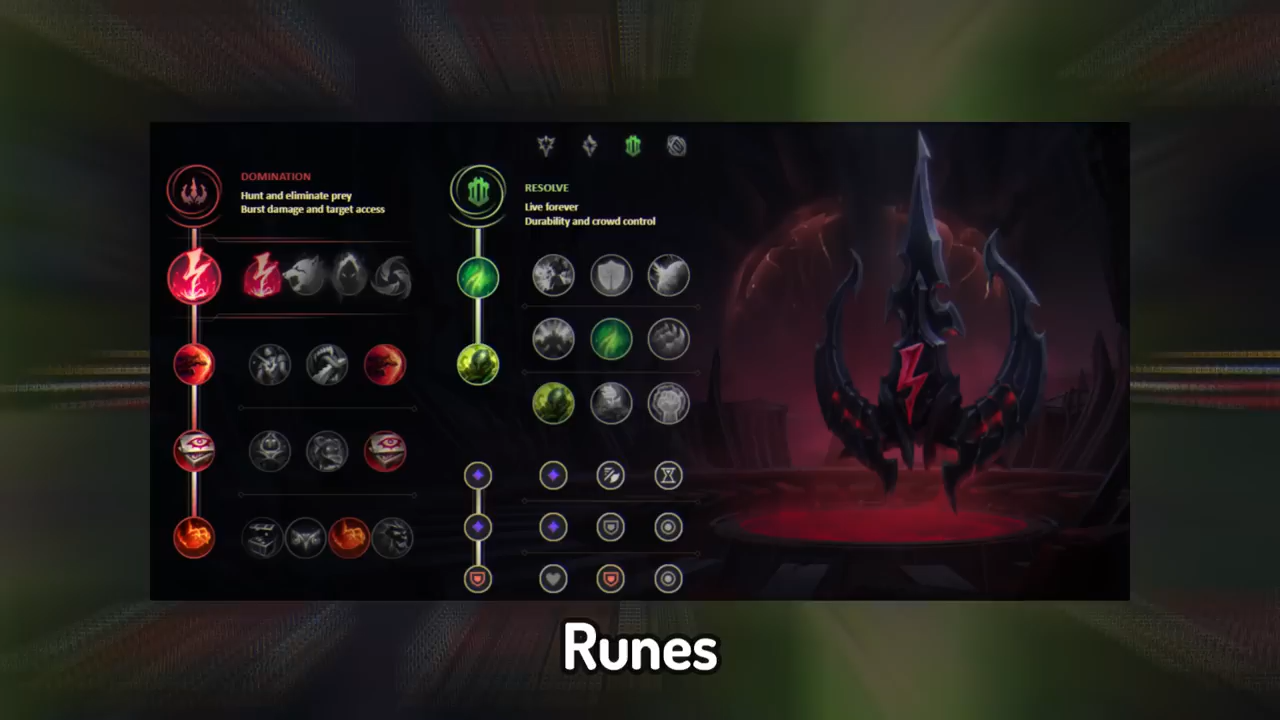 DOMINATION
Hunt and eliminate prey
Burst damage and target access
RESOLVE
Live forever
Durability and crowd control
Runes